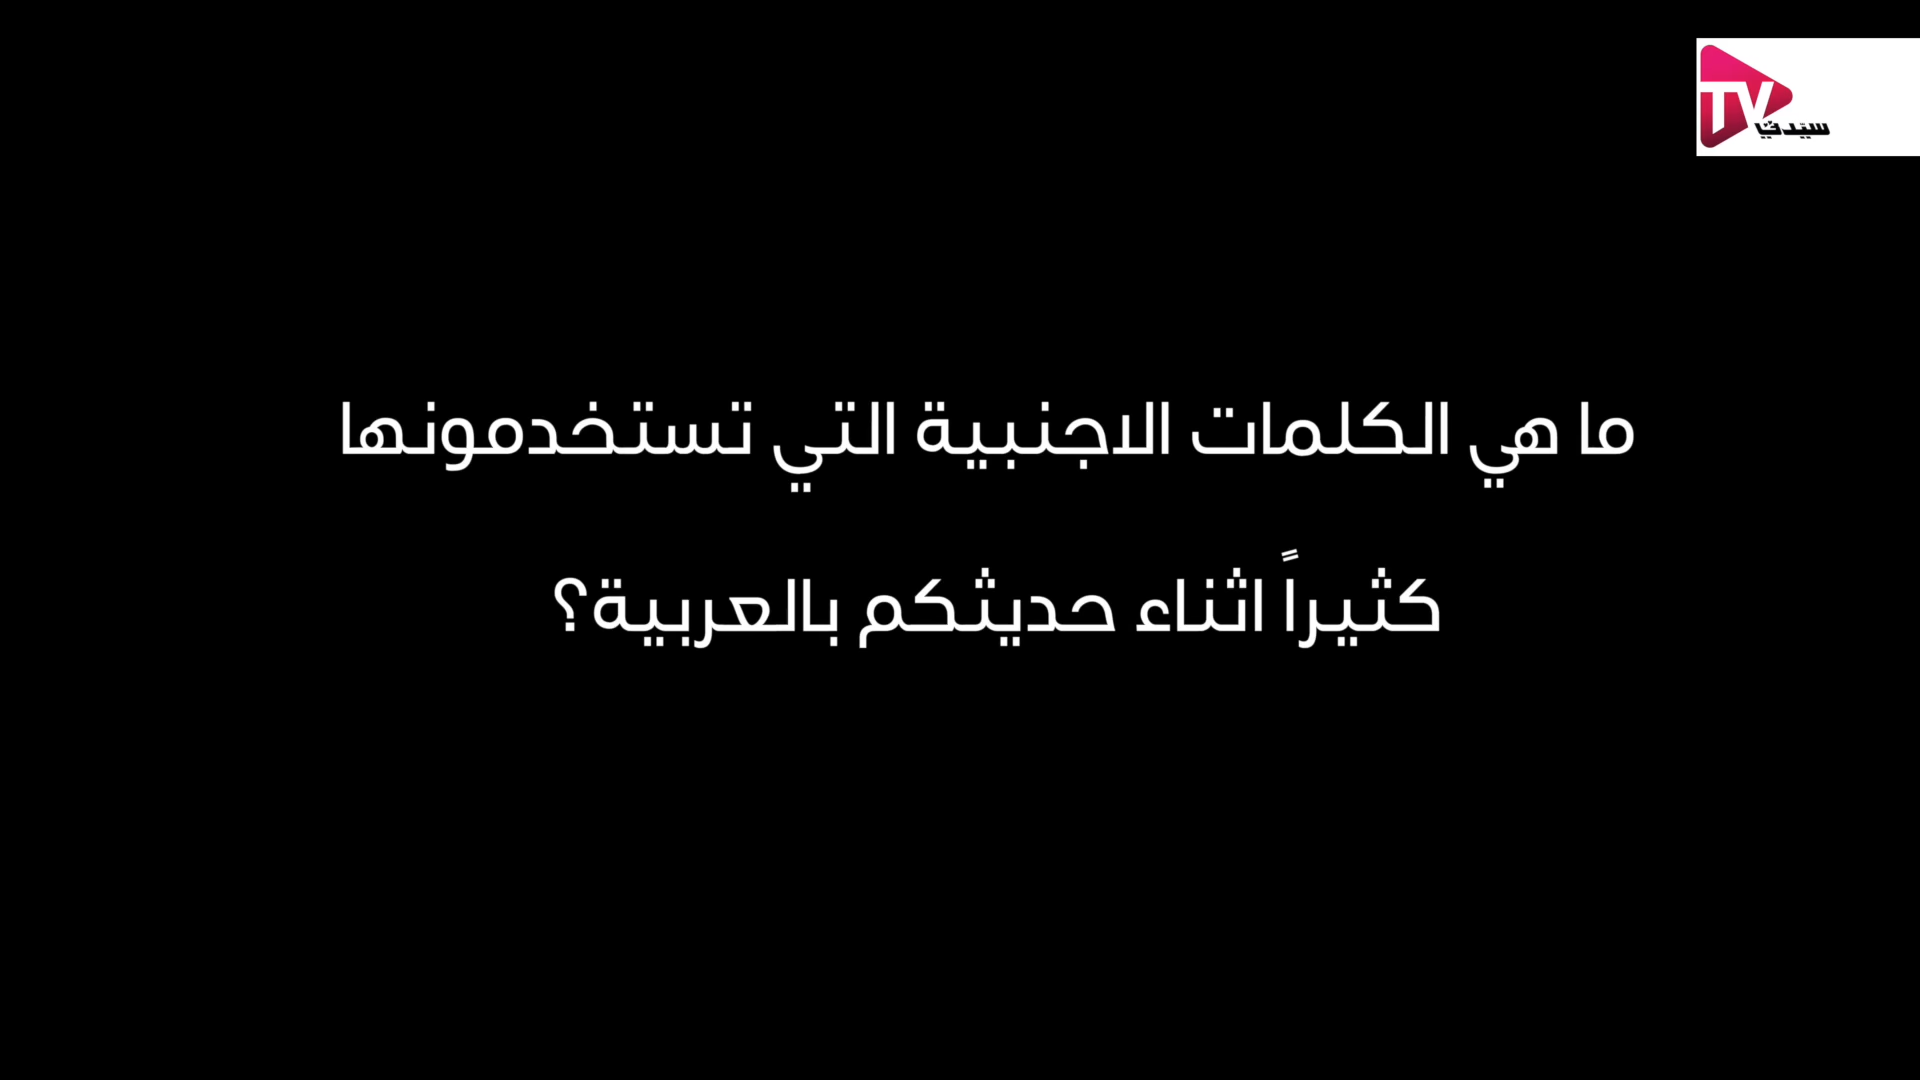 TV
سيدتي
ما هي الكلمات الاجنبية التي تستخدمونها
كثيراً اثناء حديثكم بالعربية؟